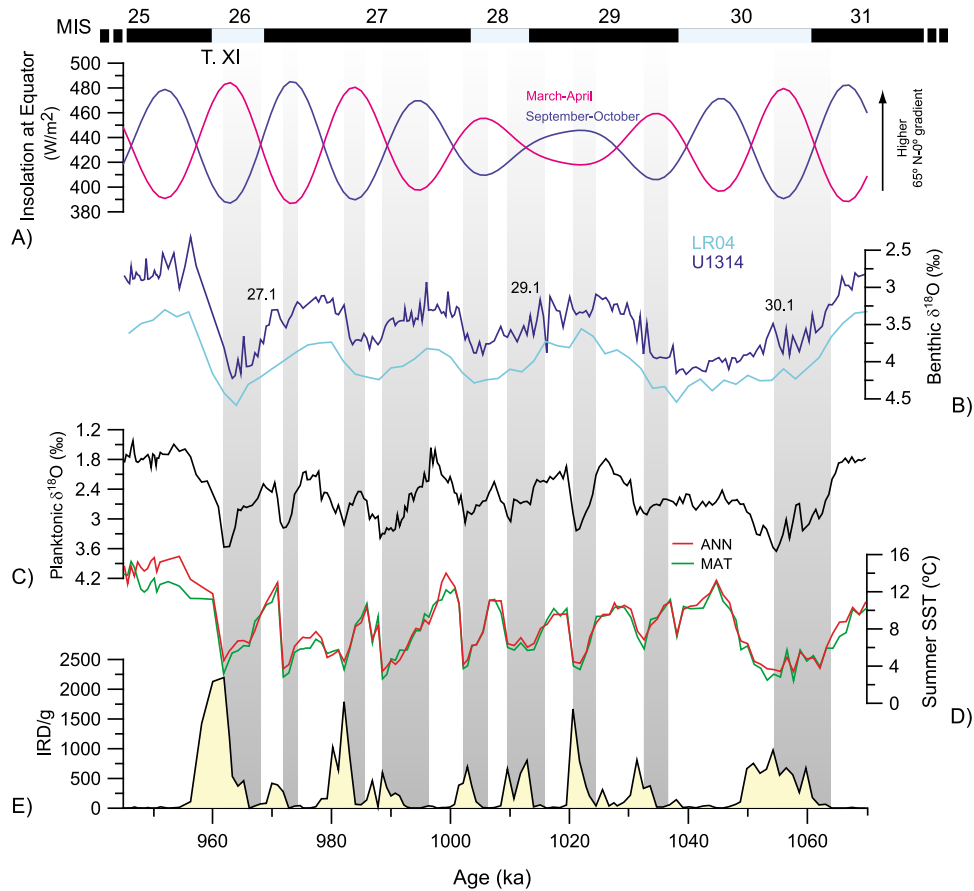 25 26 27 28 29 30 31
MIS
T. XI
500
480
460
440
420
400
380
Insolation at Equator
(W/m²)
March-April
September-October
Higher
65º N-0º gradient
A)
LR04
U1314
27.1
29.1
30.1
2.5
3
3.5
4
4.5
Benthic δ¹⁸O (‰)
B)
1.2
1.8
2.4
3
3.6
4.2
Planktonic δ¹⁸O (‰)
C)
ANN
MAT
16
12
8
4
0
Summer SST (ºC)
D)
2500
2000
1500
1000
500
0
IRD/g
E)
960 980 1000 1020 1040 1060
Age (ka)